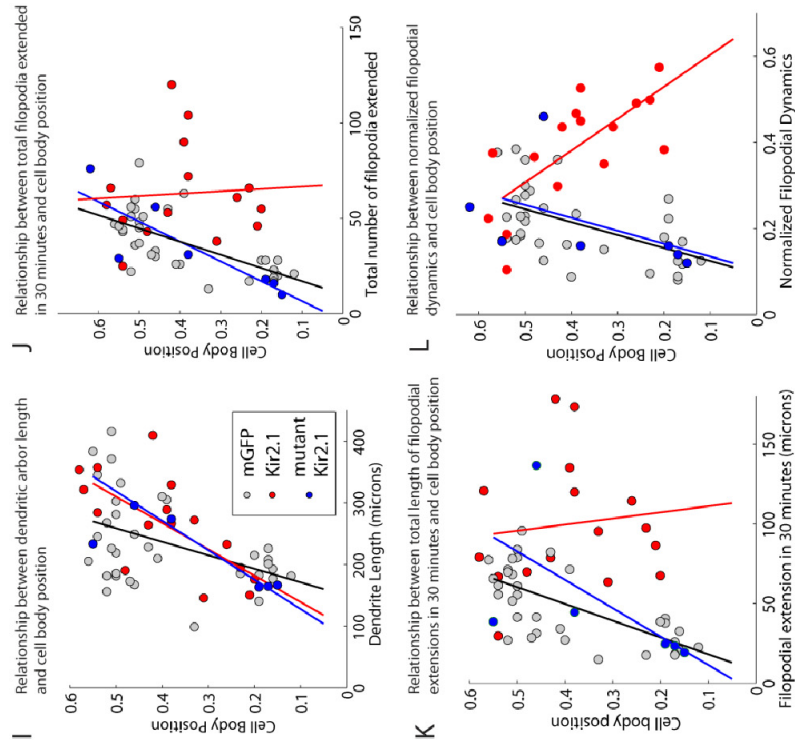 I
Relationship between dendritic arbor length
and cell body position
Cell Body Position
0.6
0.5
0.4
0.3
0.2
0.1
0
100
200
300
400
Dendrite Length (microns)
mGFP
Kir2.1
mutant
Kir2.1
J
Relationship between total filopodia extended
in 30 minutes and cell body position
Cell Body Position
0.6
0.5
0.4
0.3
0.2
0.1
0
50
100
150
Total number of filopodia extended
K
Relationship between total length of filopodial
extensions in 30 minutes and cell body position
Cell body position
0.6
0.5
0.4
0.3
0.2
0.1
0
50
100
150
Filopodial extension in 30 minutes (microns)
L
Relationship between normalized filopodial
dynamics and cell body position
Cell Body Position
0.6
0.5
0.4
0.3
0.2
0.1
0
0.2
0.4
0.6
Normalized Filopodial Dynamics